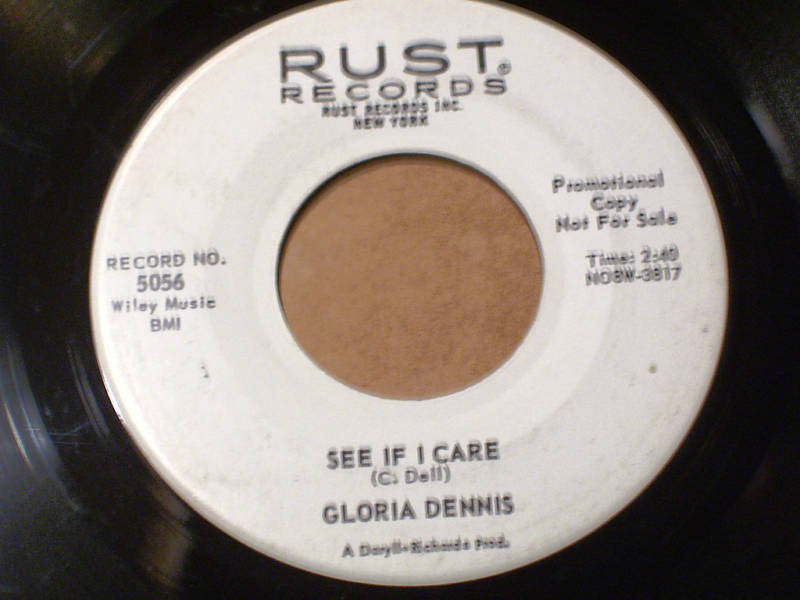 RUST®
RECORDS
RUST RECORDS INC.
NEW YORK
Promotional
Copy
Not For Sale
Time: 2:40
NO8W-3817
RECORD NO.
5056
Wiley Music
BMI
SEE IF I CARE
(C. Dell)
GLORIA DENNIS
A Daryll-Richards Prod.